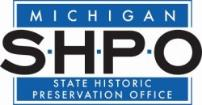 MICHIGAN
S·H·P·O
STATE HISTORIC
PRESERVATION OFFICE